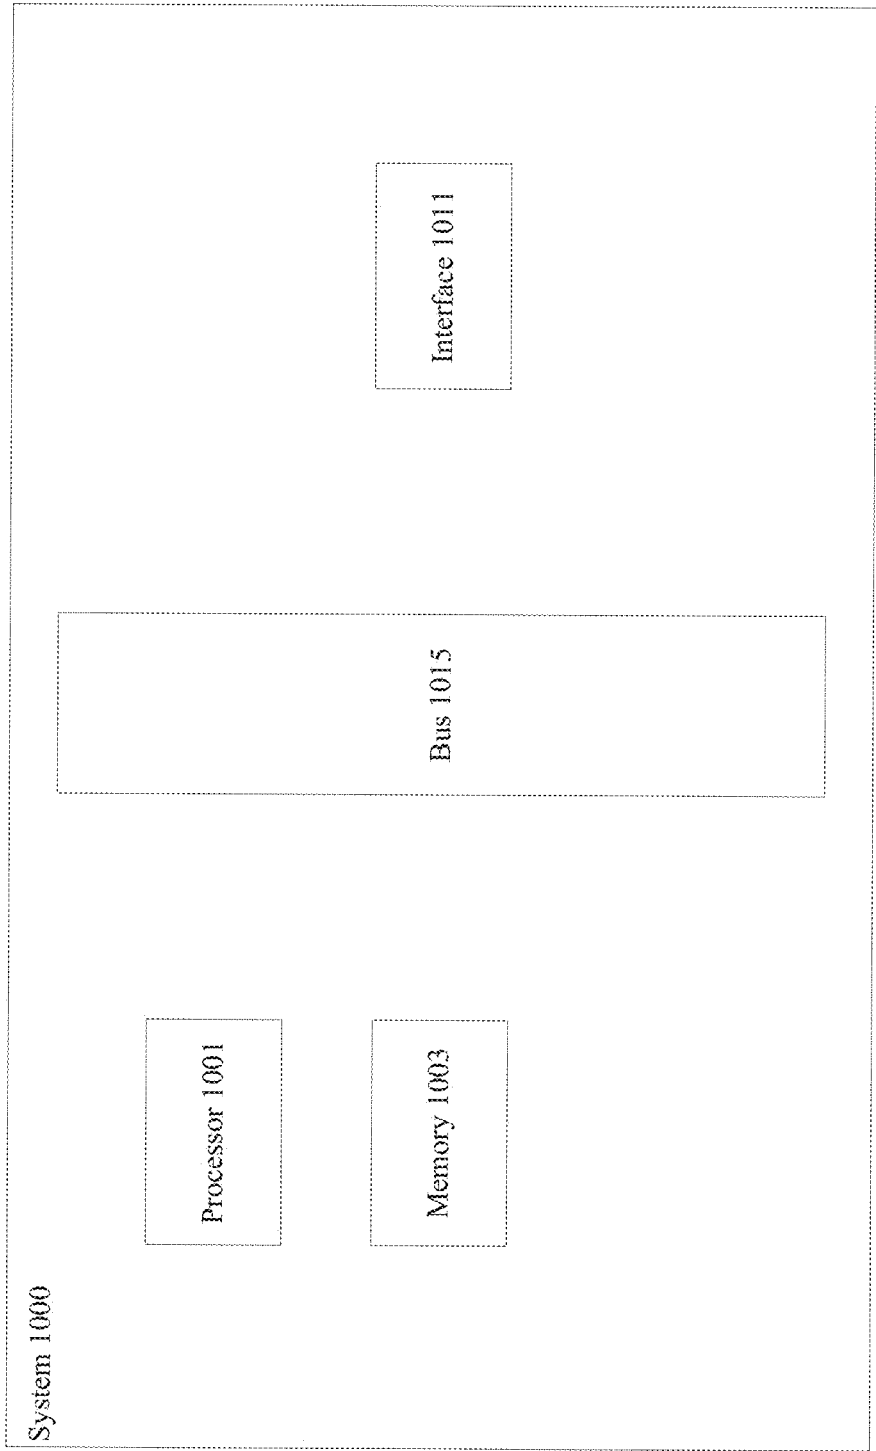 System 1000
Processor 1001
Memory 1003
Bus 1015
Interface 1011